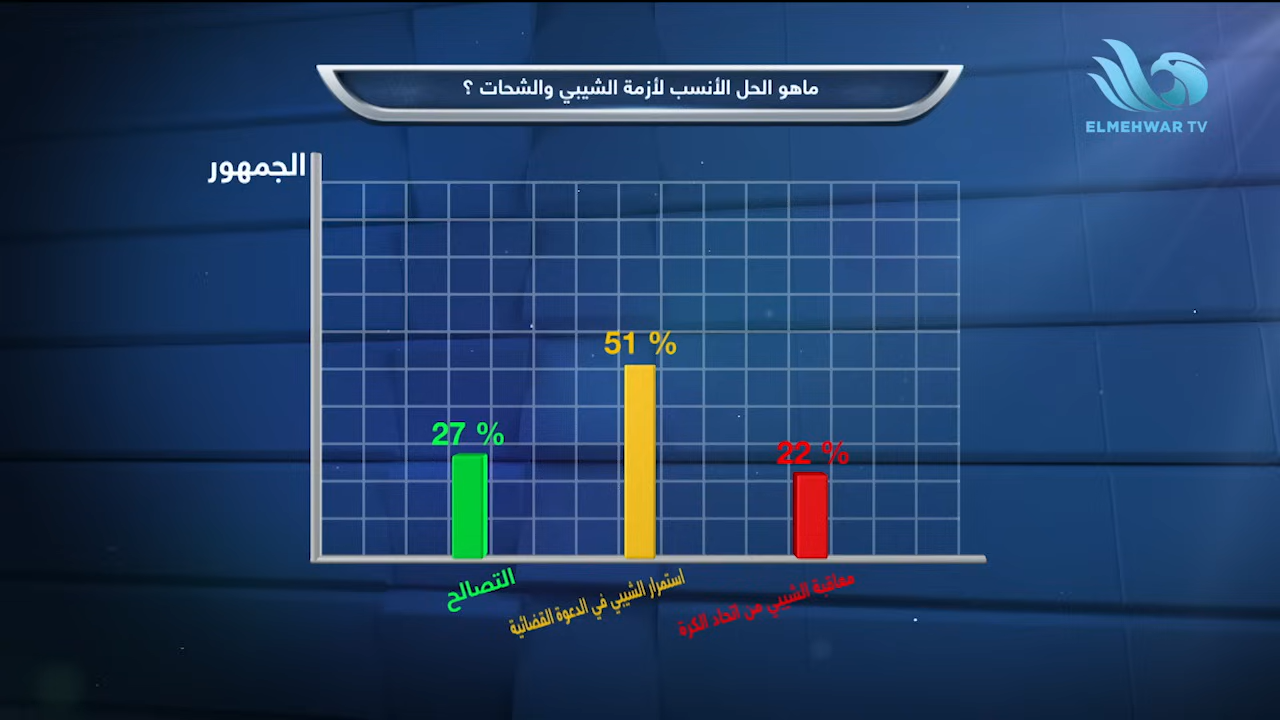 ELMEHWAR TV
ماهو الحل الأنسب لأزمة الشيبي والشحات ؟
الجمهور
27 %
51 %
22 %
التصالح
استمرار الشيبي في الدعوة القضائية
معاقبة الشيبي من اتحاد الكرة